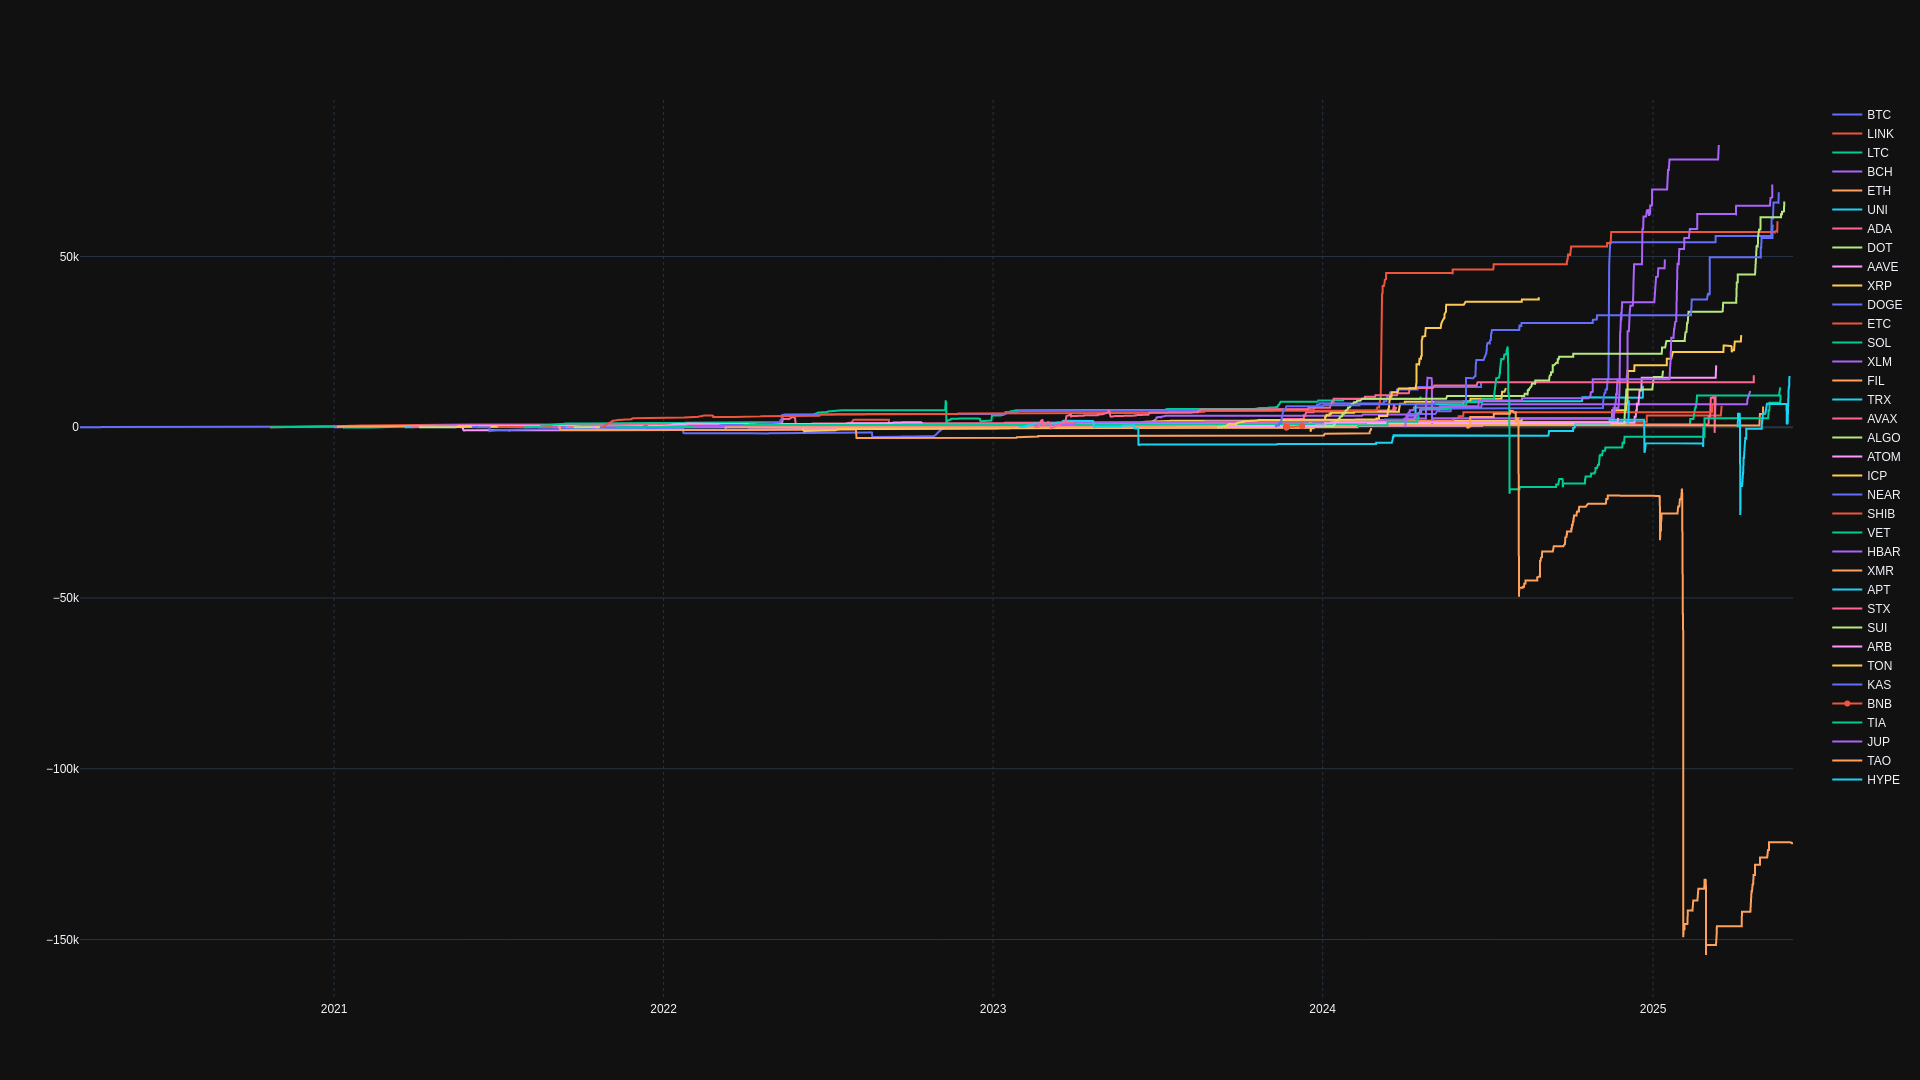 50k
0
−50k
−100k
−150k
2021
2022
2023
2024
2025
BTC
LINK
LTC
BCH
ETH
UNI
ADA
DOT
AAVE
XRP
DOGE
ETC
SOL
XLM
FIL
TRX
AVAX
ALGO
ATOM
ICP
NEAR
SHIB
VET
HBAR
XMR
APT
STX
SUI
ARB
TON
KAS
BNB
TIA
JUP
TAO
HYPE